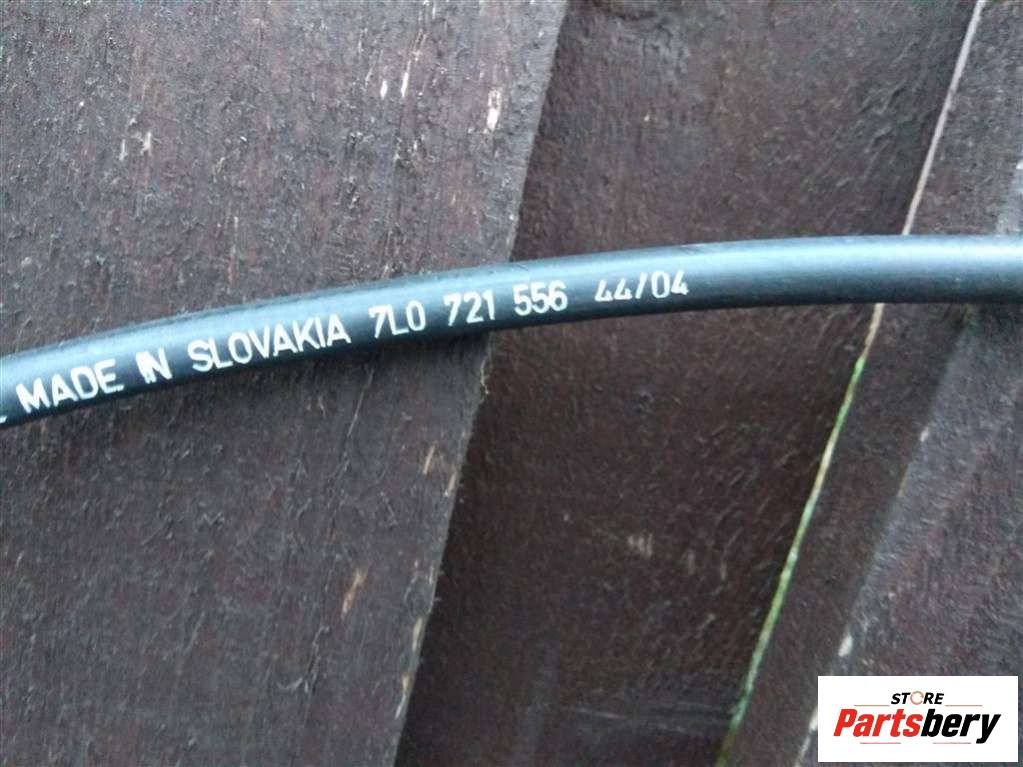 MADE IN SLOVAKIA 7L0 721 556 44/04
STORE
Partsbery